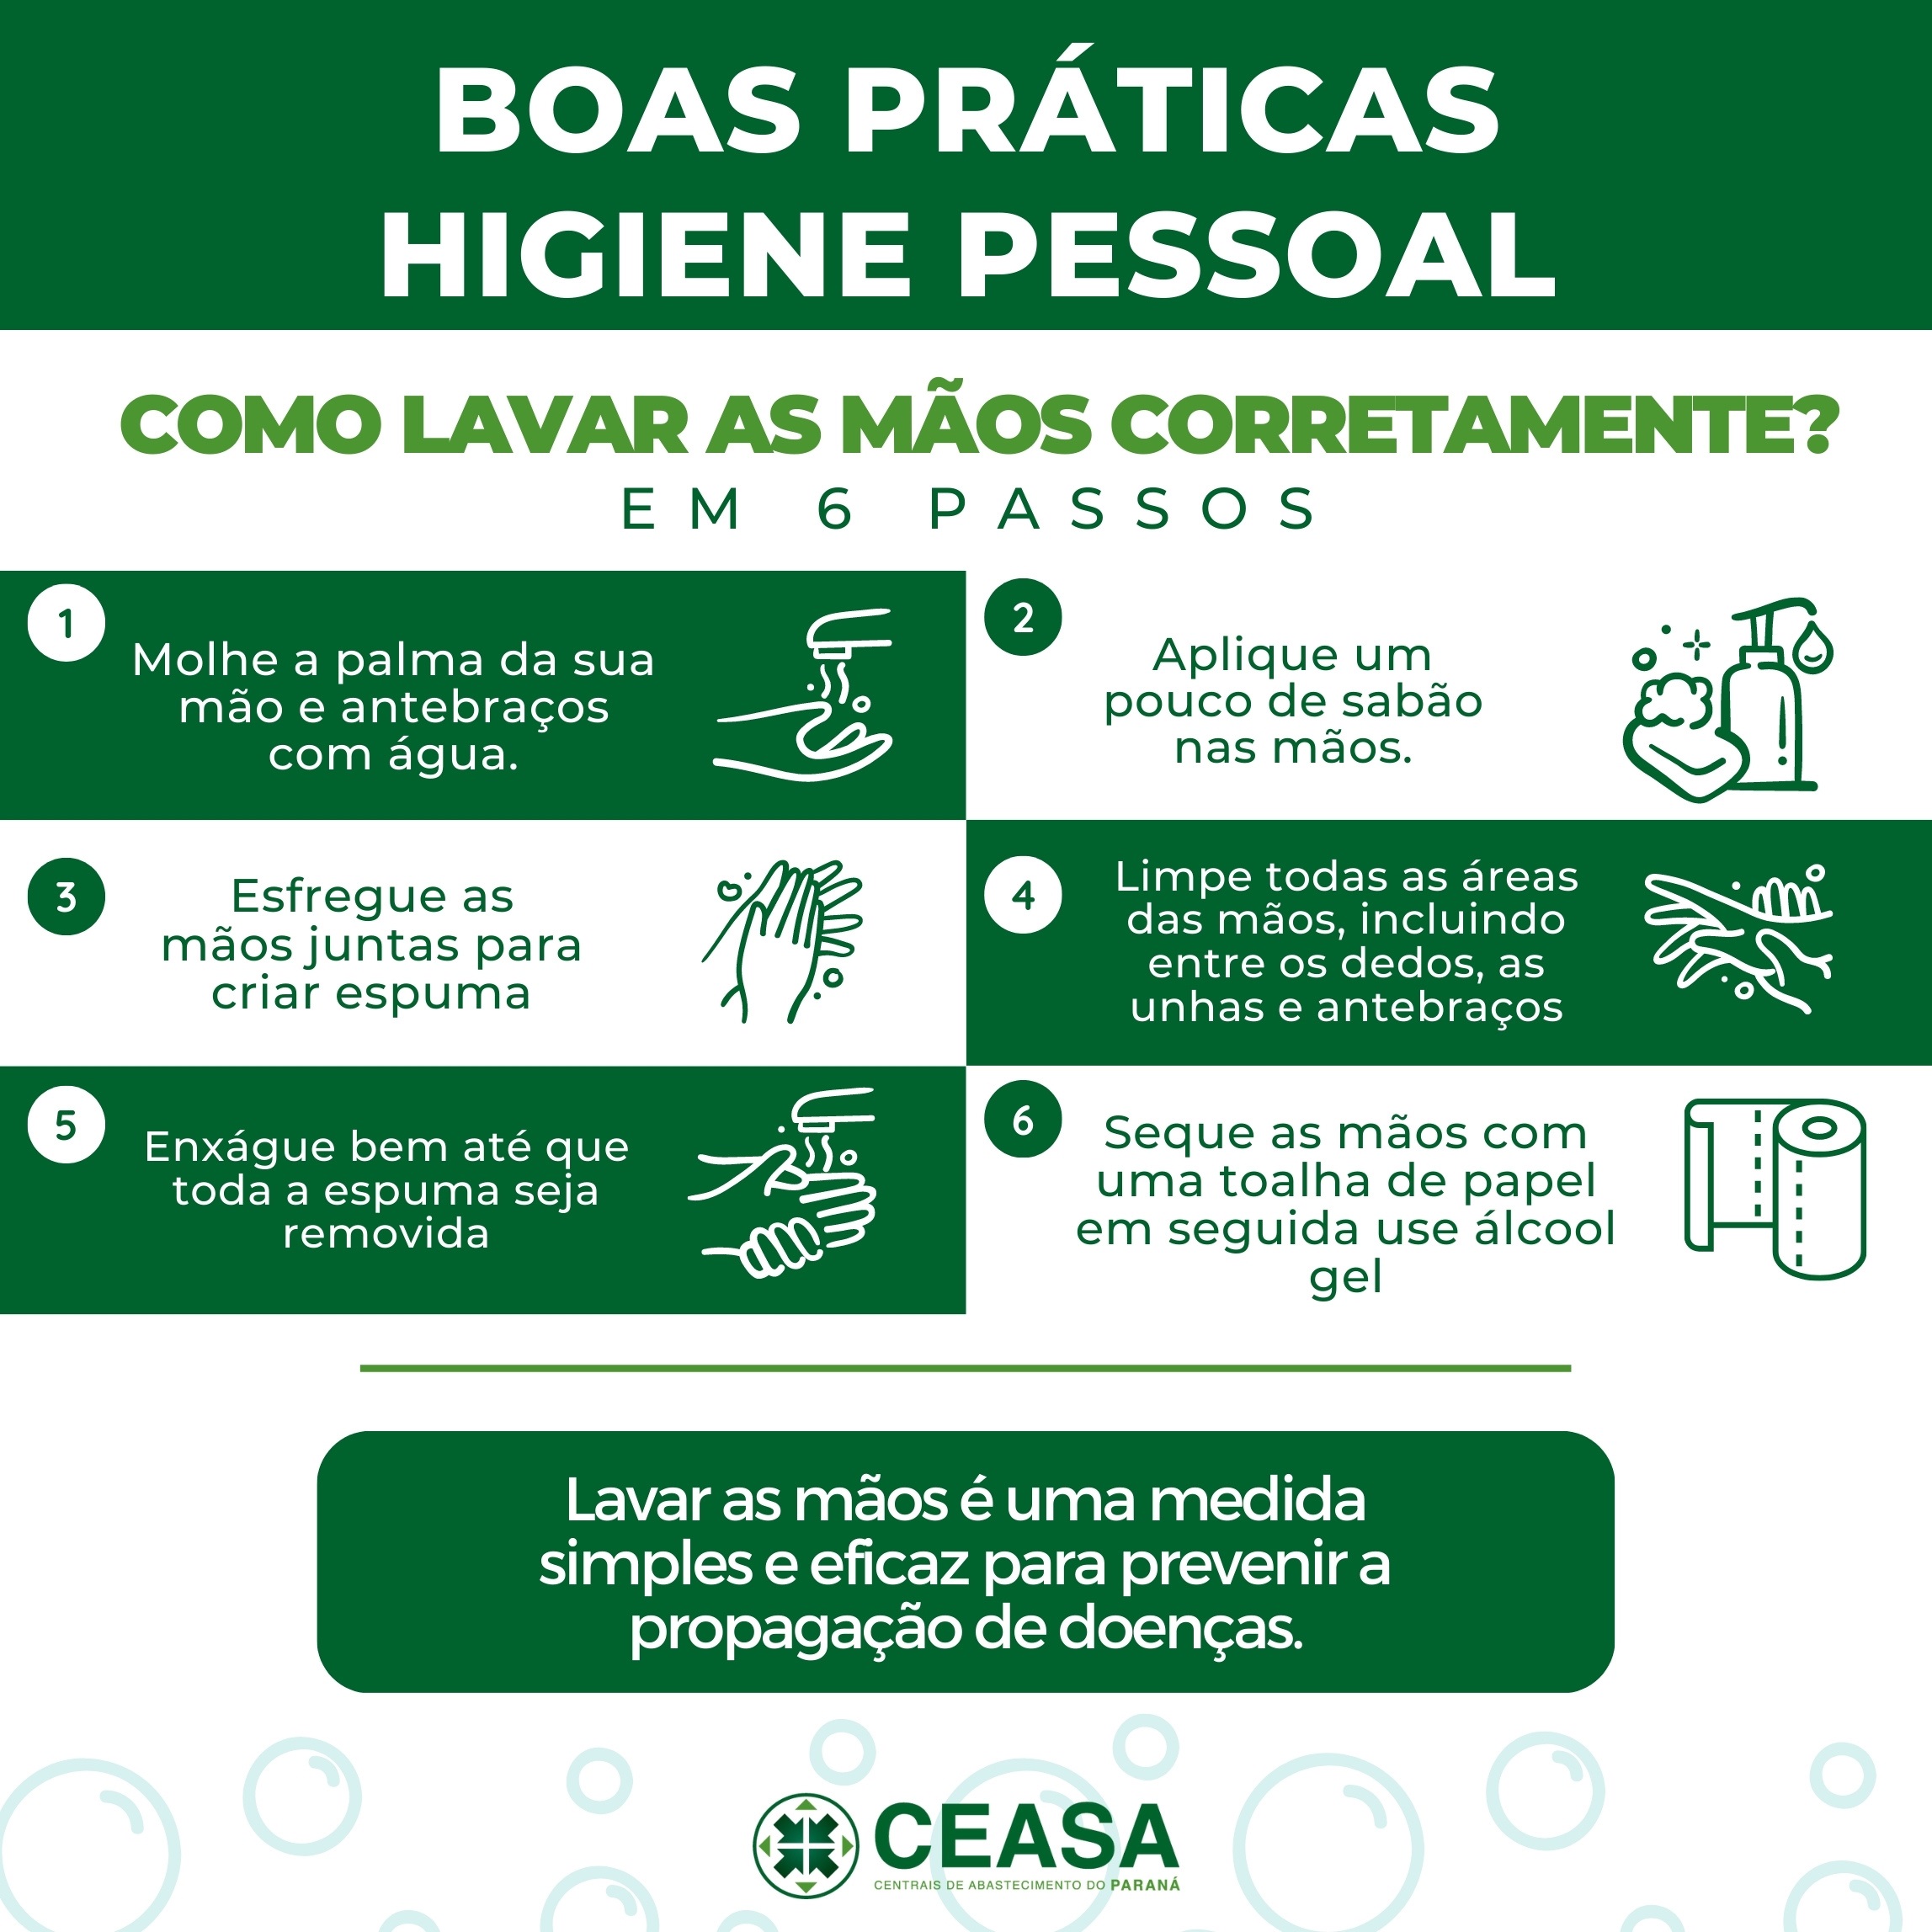 BOAS PRÁTICAS
HIGIENE PESSOAL
COMO LAVAR AS MÃOS CORRETAMENTE?
EM 6 PASSOS
1
Molhe a palma da sua
mão e antebraços
com água.
2
Aplique um
pouco de sabão
nas mãos.
3
Esfregue as
mãos juntas para
criar espuma
4
Limpe todas as áreas
das mãos, incluindo
entre os dedos, as
unhas e antebraços
5
Enxágue bem até que
toda a espuma seja
removida
6
Seque as mãos com
uma toalha de papel
em seguida use álcool
gel
Lavar as mãos é uma medida
simples e eficaz para prevenir a
propagação de doenças.
CEASA
CENTRAIS DE ABASTECIMENTO DO PARANÁ